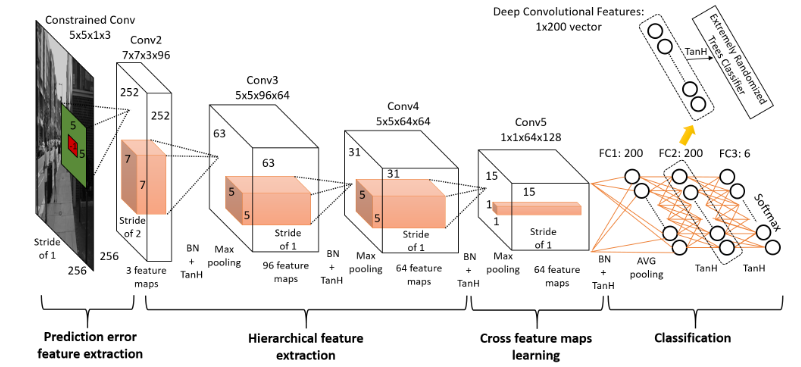 Constrained Conv
5x5x1x3
Conv2
7x7x3x96
Conv3
5x5x96x64
Conv4
5x5x64x64
Conv5
1x1x64x128
Deep Convolutional Features:
1x200 vector
TanH
Extremely Randomized
Trees Classifier
FC1: 200
FC2: 200
FC3: 6
Softmax
5
5
252
252
7
7
63
63
5
5
31
31
5
5
15
15
1
1
Stride
of 1
256
256
Stride
of 2
3 feature
maps
BN
+
TanH
Max
pooling
Stride
of 1
96 feature
maps
BN
+
TanH
Max
pooling
Stride
of 1
64 feature
maps
BN
+
TanH
Max
pooling
Stride
of 1
64 feature
maps
BN
+
TanH
AVG
pooling
TanH
TanH
Prediction error
feature extraction
Hierarchical feature
extraction
Cross feature maps
learning
Classification